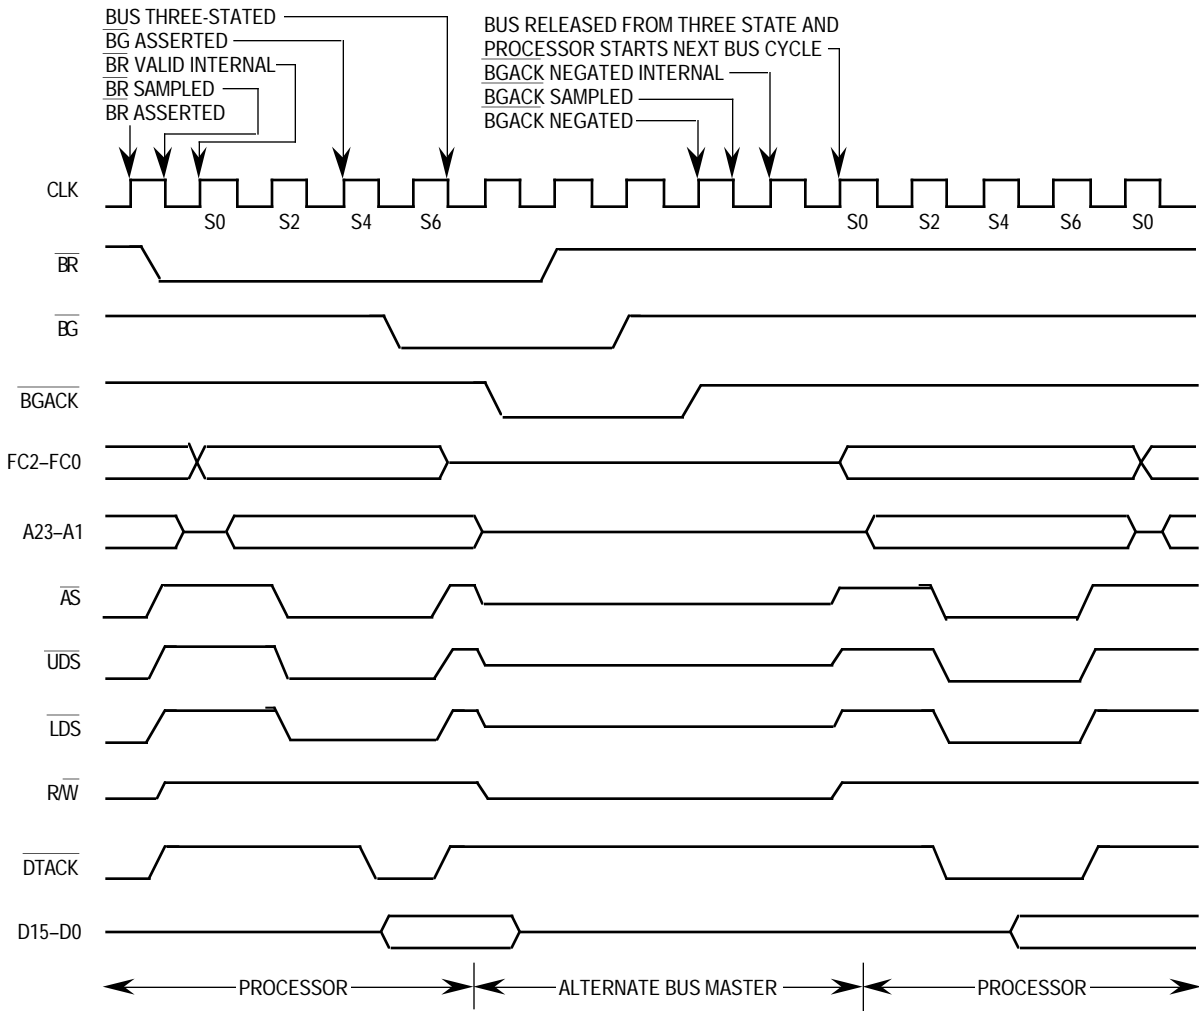 BUS THREE-STATED
BG ASSERTED
BR VALID INTERNAL
BR SAMPLED
BR ASSERTED
BUS RELEASED FROM THREE STATE AND
PROCESSOR STARTS NEXT BUS CYCLE
BGACK NEGATED INTERNAL
BGACK SAMPLED
BGACK NEGATED
CLK
S0 S2 S4 S6 S0 S2 S4 S6 S0
BR
BG
BGACK
FC2–FC0
A23–A1
AS
UDS
LDS
R/W
DTACK
D15–D0
PROCESSOR ALTERNATE BUS MASTER PROCESSOR